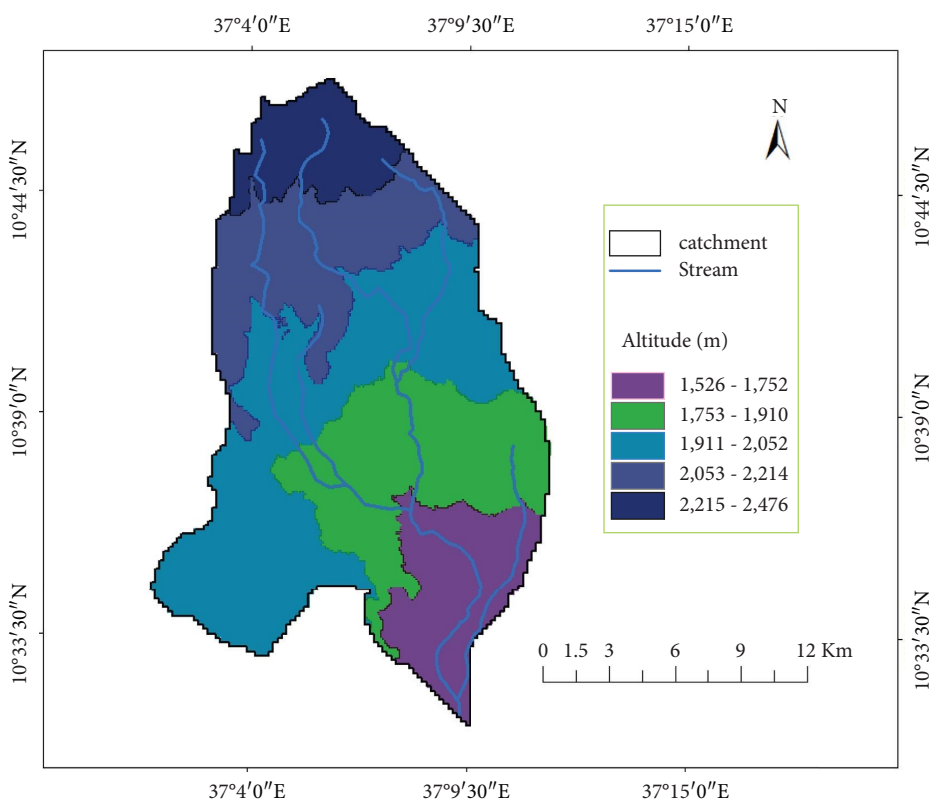 37°4′0″E 37°9′30″E 37°15′0″E
N
10°44′30″N 10°44′30″N
catchment
Stream
Altitude (m)
1,526 - 1,752
1,753 - 1,910
1,911 - 2,052
2,053 - 2,214
2,215 - 2,476
10°39′0″N 10°39′0″N
10°33′30″N 10°33′30″N
0 1.5 3 6 9 12 Km
37°4′0″E 37°9′30″E 37°15′0″E